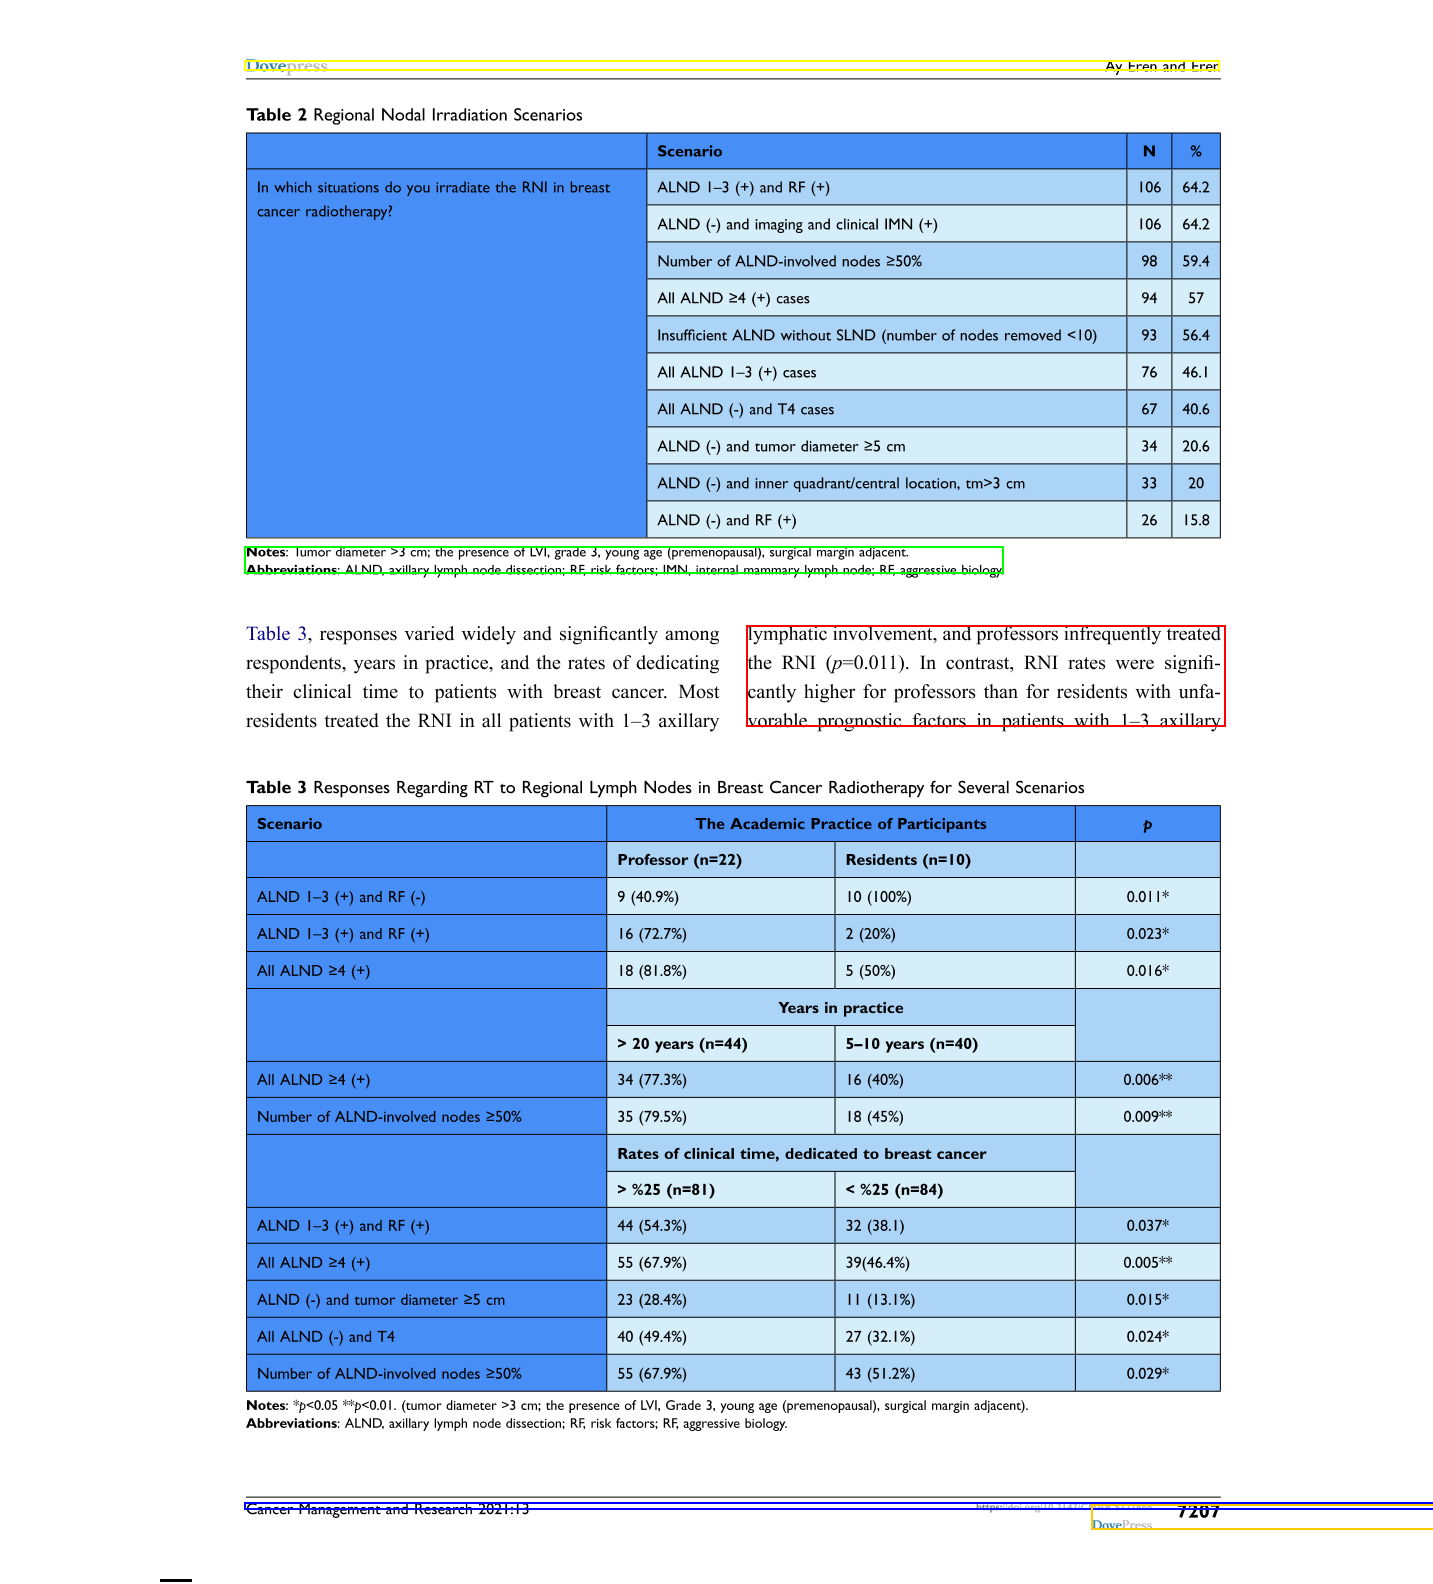 Dovepress Ay Eren and Eren
Table 2 Regional Nodal Irradiation Scenarios
Scenario N %
In which situations do you irradiate the RNI in breast cancer radiotherapy? ALND 1–3 (+) and RF (+) 106 64.2
ALND (-) and imaging and clinical IMN (+) 106 64.2
Number of ALND-involved nodes ≥50% 98 59.4
All ALND ≥4 (+) cases 94 57
Insufficient ALND without SLND (number of nodes removed <10) 93 56.4
All ALND 1–3 (+) cases 76 46.1
All ALND (-) and T4 cases 67 40.6
ALND (-) and tumor diameter ≥5 cm 34 20.6
ALND (-) and inner quadrant/central location, tm>3 cm 33 20
ALND (-) and RF (+) 26 15.8
Notes: Tumor diameter >3 cm; the presence of LVI, grade 3, young age (premenopausal), surgical margin adjacent.
Abbreviations: ALND, axillary lymph node dissection; RF, risk factors; IMN, internal mammary lymph node; RF, aggressive biology.
Table 3, responses varied widely and significantly among
respondents, years in practice, and the rates of dedicating
their clinical time to patients with breast cancer. Most
residents treated the RNI in all patients with 1–3 axillary
lymphatic involvement, and professors infrequently treated
the RNI (p=0.011). In contrast, RNI rates were signifi-
cantly higher for professors than for residents with unfa-
vorable prognostic factors in patients with 1–3 axillary
Table 3 Responses Regarding RT to Regional Lymph Nodes in Breast Cancer Radiotherapy for Several Scenarios
Scenario The Academic Practice of Participants p
Professor (n=22) Residents (n=10)
ALND 1–3 (+) and RF (-) 9 (40.9%) 10 (100%) 0.011*
ALND 1–3 (+) and RF (+) 16 (72.7%) 2 (20%) 0.023*
All ALND ≥4 (+) 18 (81.8%) 5 (50%) 0.016*
Years in practice
> 20 years (n=44) 5–10 years (n=40)
All ALND ≥4 (+) 34 (77.3%) 16 (40%) 0.006**
Number of ALND-involved nodes ≥50% 35 (79.5%) 18 (45%) 0.009**
Rates of clinical time, dedicated to breast cancer
> %25 (n=81) < %25 (n=84)
ALND 1–3 (+) and RF (+) 44 (54.3%) 32 (38.1) 0.037*
All ALND ≥4 (+) 55 (67.9%) 39(46.4%) 0.005**
ALND (-) and tumor diameter ≥5 cm 23 (28.4%) 11 (13.1%) 0.015*
All ALND (-) and T4 40 (49.4%) 27 (32.1%) 0.024*
Number of ALND-involved nodes ≥50% 55 (67.9%) 43 (51.2%) 0.029*
Notes: *p<0.05 **p<0.01. (tumor diameter >3 cm; the presence of LVI, Grade 3, young age (premenopausal), surgical margin adjacent).
Abbreviations: ALND, axillary lymph node dissection; RF, risk factors; RF, aggressive biology.
Cancer Management and Research 2021:13 7207
DovePress